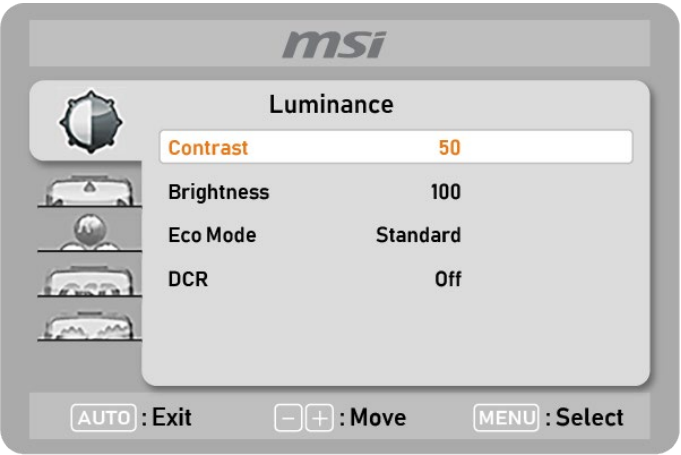 msi
Luminance
Contrast 50
Brightness 100
Eco Mode Standard
DCR Off
AUTO : Exit - + : Move MENU : Select